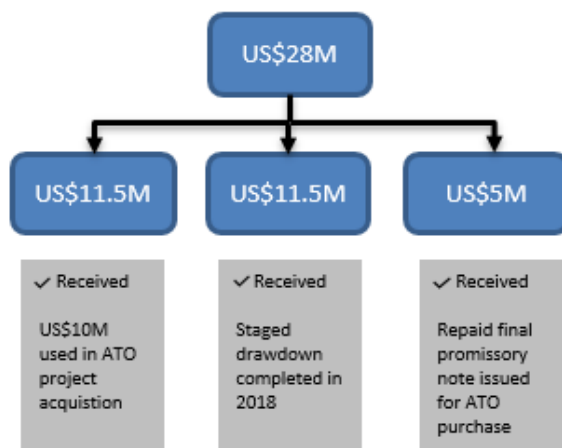 US$28M
US$11.5M
US$11.5M
US$5M
✓ Received
US$10M
used in ATO
project
acquistion
✓ Received
Staged
drawdown
completed in
2018
✓ Received
Repaid final
promissory
note issued
for ATO
purchase